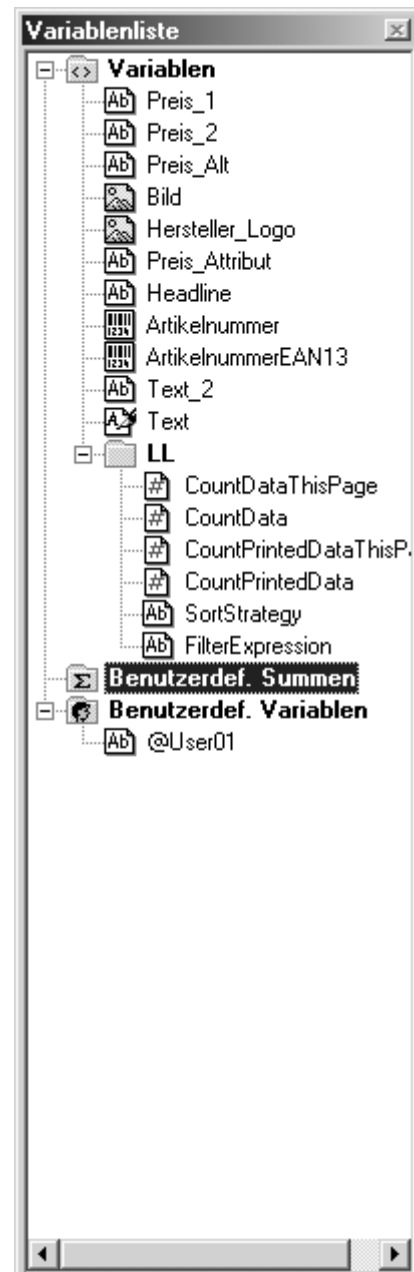 Variablenliste
Variablen
Preis_1
Preis_2
Preis_Alt
Bild
Hersteller_Logo
Preis_Attribut
Headline
Artikelnummer
ArtikelnummerEAN13
Text_2
Text
LL
CountDataThisPage
CountData
CountPrintedDataThisP
CountPrintedData
SortStrategy
FilterExpression
Benutzerdef. Summen
Benutzerdef. Variablen
@User01